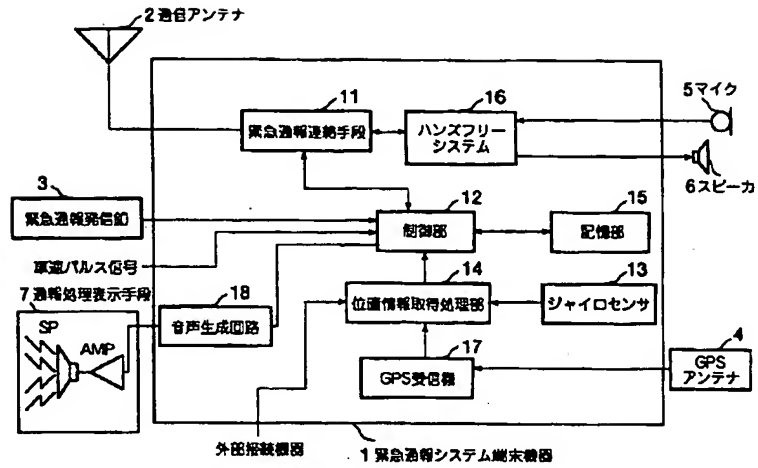 2 通信アンテナ
11
緊急通報連絡手段
16
ハンズフリー
システム
5 マイク
6 スピーカ
3
緊急通報発信釦
車速パルス信号
12
制御部
15
記憶部
7 通報処理表示手段
SP
AMP
18
音声生成回路
14
位置情報取得処理部
13
ジャイロセンサ
17
GPS受信機
4
GPS
アンテナ
外部接続機器
1 緊急通報システム端末機器